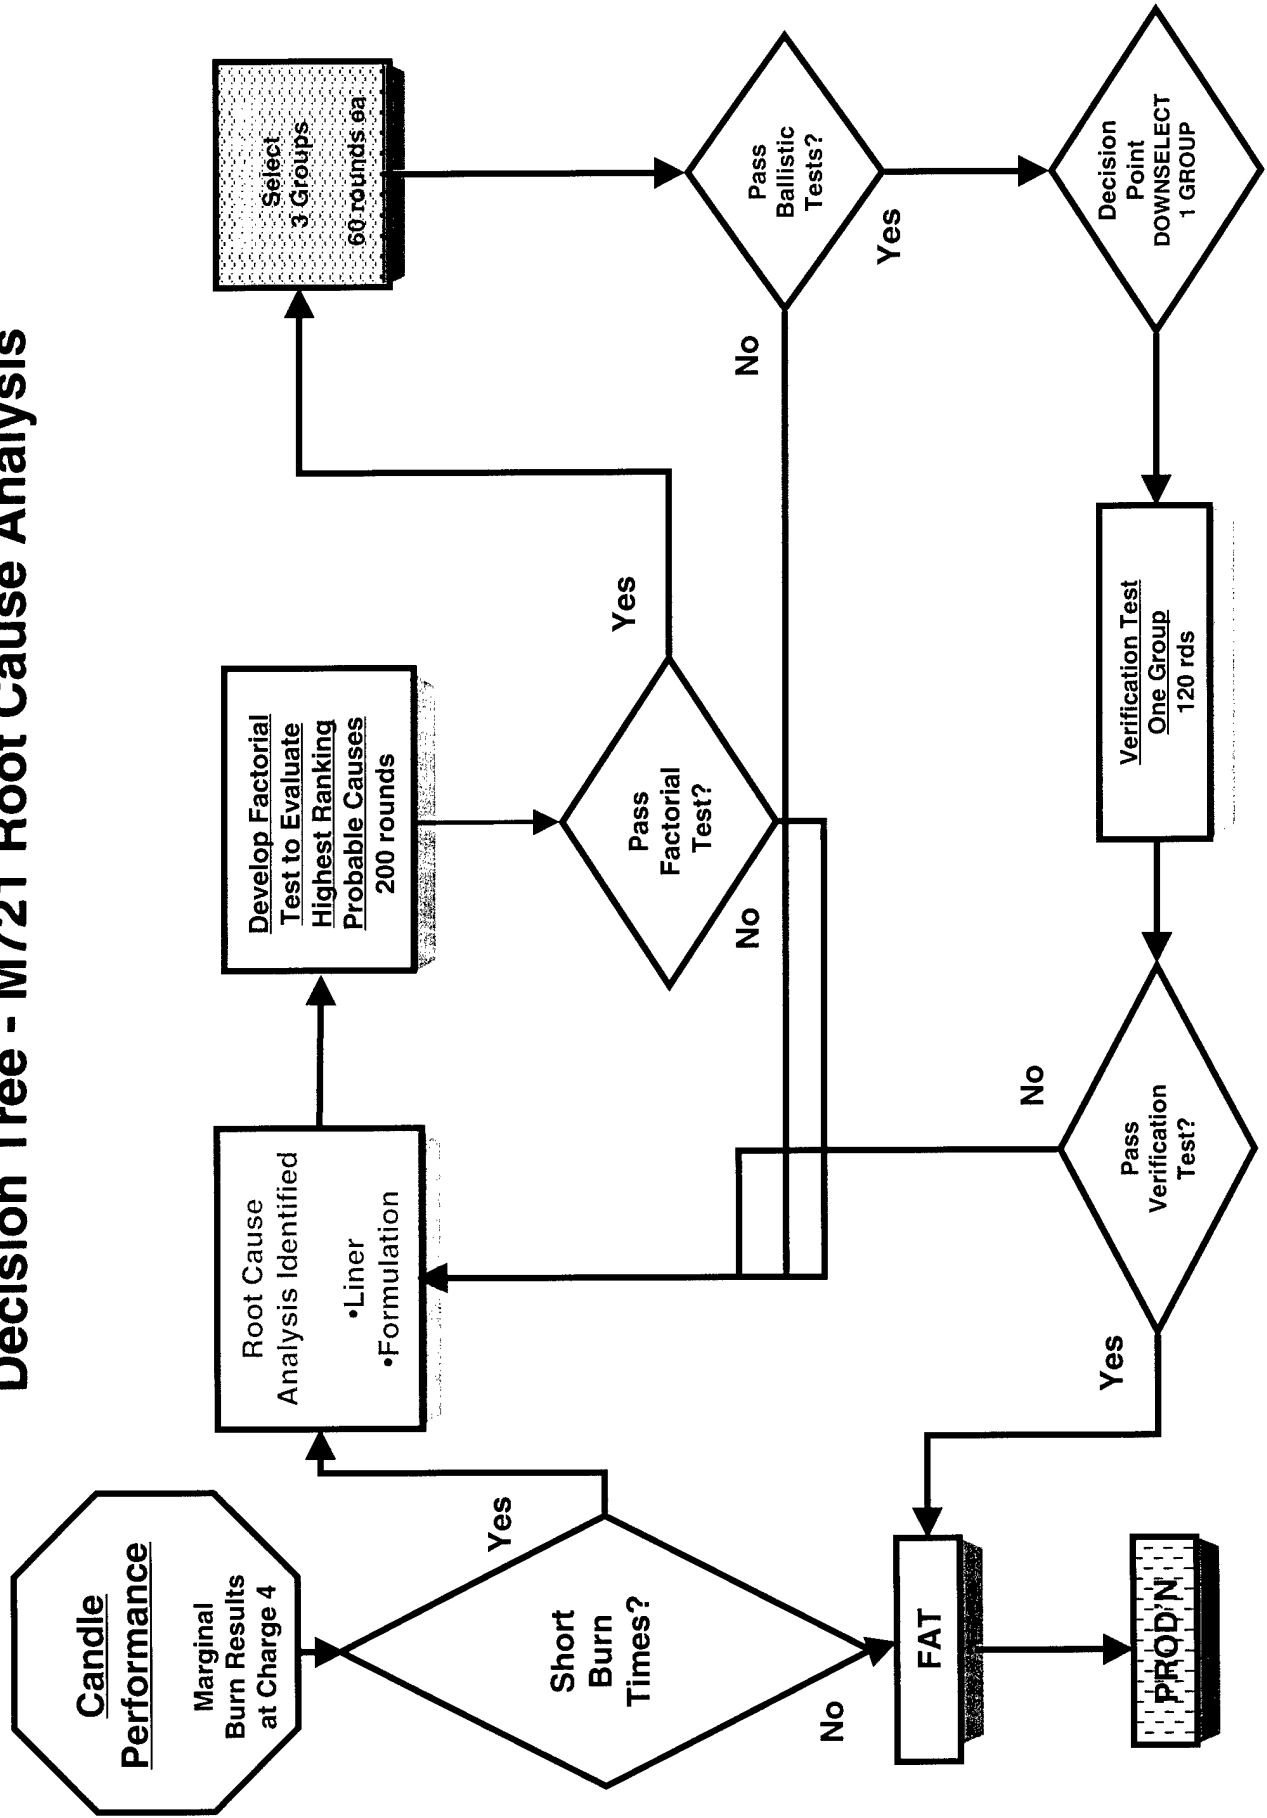 Decision Tree - M721 Root Cause Analysis
Candle
Performance
Marginal
Burn Results
at Charge 4
Short
Burn
Times?
Yes
No
Root Cause
Analysis Identified
•Liner
•Formulation
Develop Factorial
Test to Evaluate
Highest Ranking
Probable Causes
200 rounds
Pass
Factorial
Test?
Yes
No
Select
3 Groups
60 rounds ea
Pass
Ballistic
Tests?
No
Yes
Decision
Point
DOWNSELECT
1 GROUP
Verification Test
One Group
120 rds
Pass
Verification
Test?
No
Yes
FAT
PROD'N